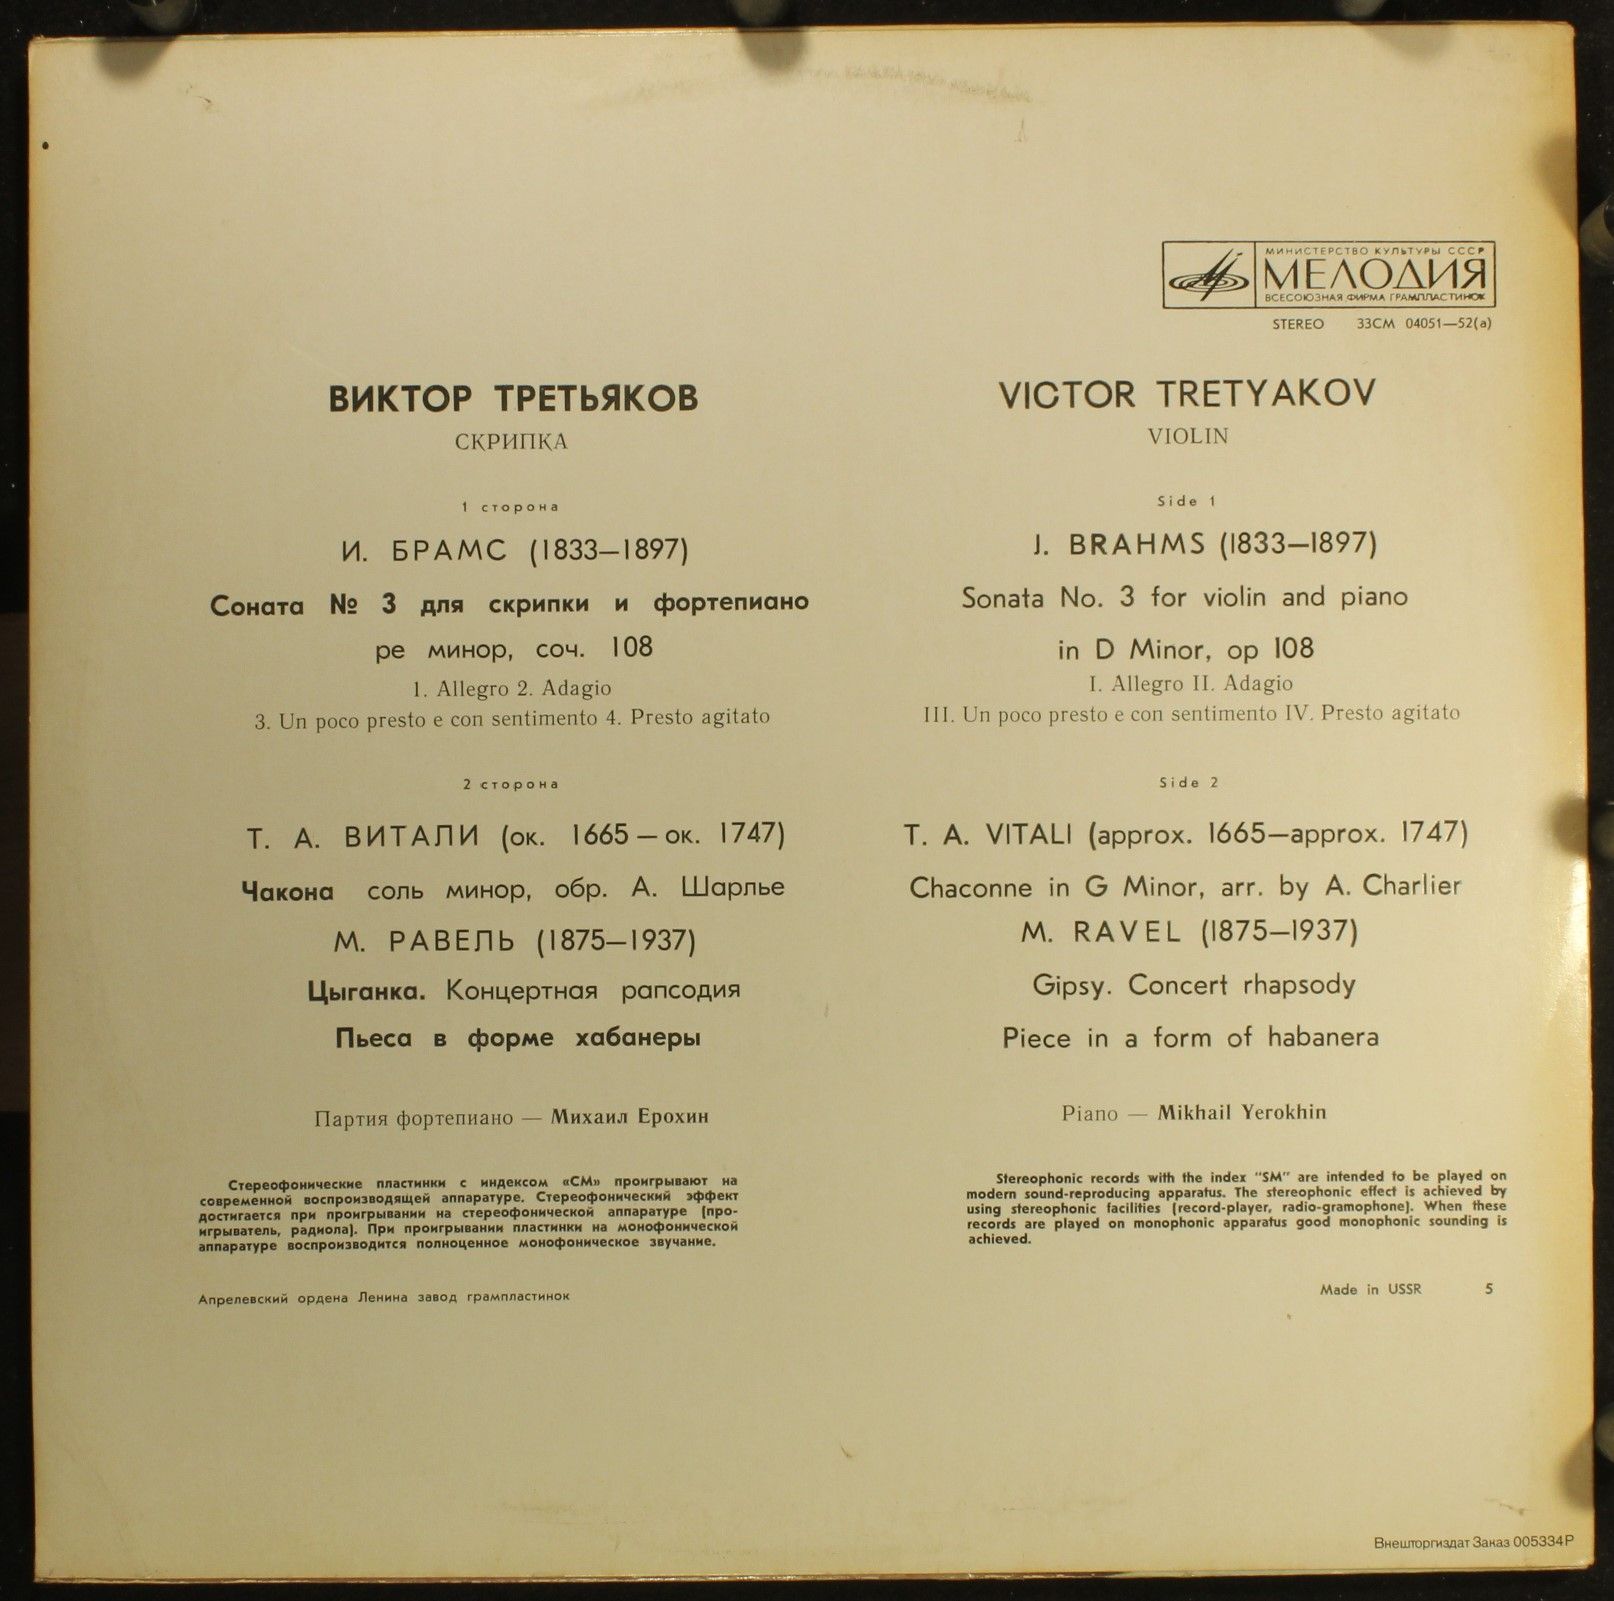 МИНИСТЕРСТВО КУЛЬТУРЫ СССР
МЕЛОДИЯ
ВСЕСОЮЗНАЯ ФИРМА ГРАМПЛАСТИНОК
STEREO 33СМ 04051—52(а)
ВИКТОР ТРЕТЬЯКОВ
СКРИПКА
1 сторона
И. БРАМС (1833—1897)
Соната № 3 для скрипки и фортепиано
ре минор, соч. 108
1. Allegro 2. Adagio
3. Un poco presto e con sentimento 4. Presto agitato
2 сторона
Т. А. ВИТАЛИ (ок. 1665 — ок. 1747)
Чакона соль минор, обр. А. Шарлье
М. РАВЕЛЬ (1875—1937)
Цыганка. Концертная рапсодия
Пьеса в форме хабанеры
Партия фортепиано — Михаил Ерохин
Стереофонические пластинки с индексом «СМ» проигрывают на
современной воспроизводящей аппаратуре. Стереофонический эффект
достигается при проигрывании на стереофонической аппаратуре (про-
игрыватель, радиола). При проигрывании пластинки на монофонической
аппаратуре воспроизводится полноценное монофоническое звучание.
Апрелевский ордена Ленина завод грампластинок
VICTOR TRETYAKOV
VIOLIN
Side 1
J. BRAHMS (1833—1897)
Sonata No. 3 for violin and piano
in D Minor, op 108
I. Allegro II. Adagio
III. Un poco presto e con sentimento IV. Presto agitato
Side 2
T. A. VITALI (approx. 1665—approx. 1747)
Chaconne in G Minor, arr. by A. Charlier
M. RAVEL (1875—1937)
Gipsy. Concert rhapsody
Piece in a form of habanera
Piano — Mikhail Yerokhin
Stereophonic records with the index "SM" are intended to be played on
modern sound-reproducing apparatus. The stereophonic effect is achieved by
using stereophonic facilities (record-player, radio-gramophone). When these
records are played on monophonic apparatus good monophonic sounding is
achieved.
Made in USSR 5
Внешторгиздат Заказ 005334Р